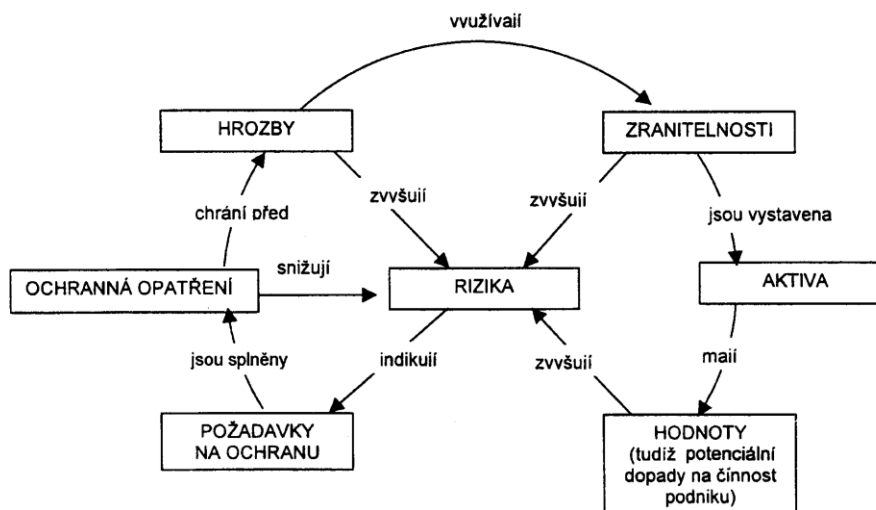 využívají
HROZBY
ZRANITELNOSTI
zvyšují
zvyšují
chrání před
jsou vystavena
snižují
OCHRANNÁ OPATŘENÍ
RIZIKA
AKTIVA
jsou splněny
indikují
zvyšují
mají
POŽADAVKY
NA OCHRANU
HODNOTY
(tudíž potenciální
dopady na čínnost
podniku)